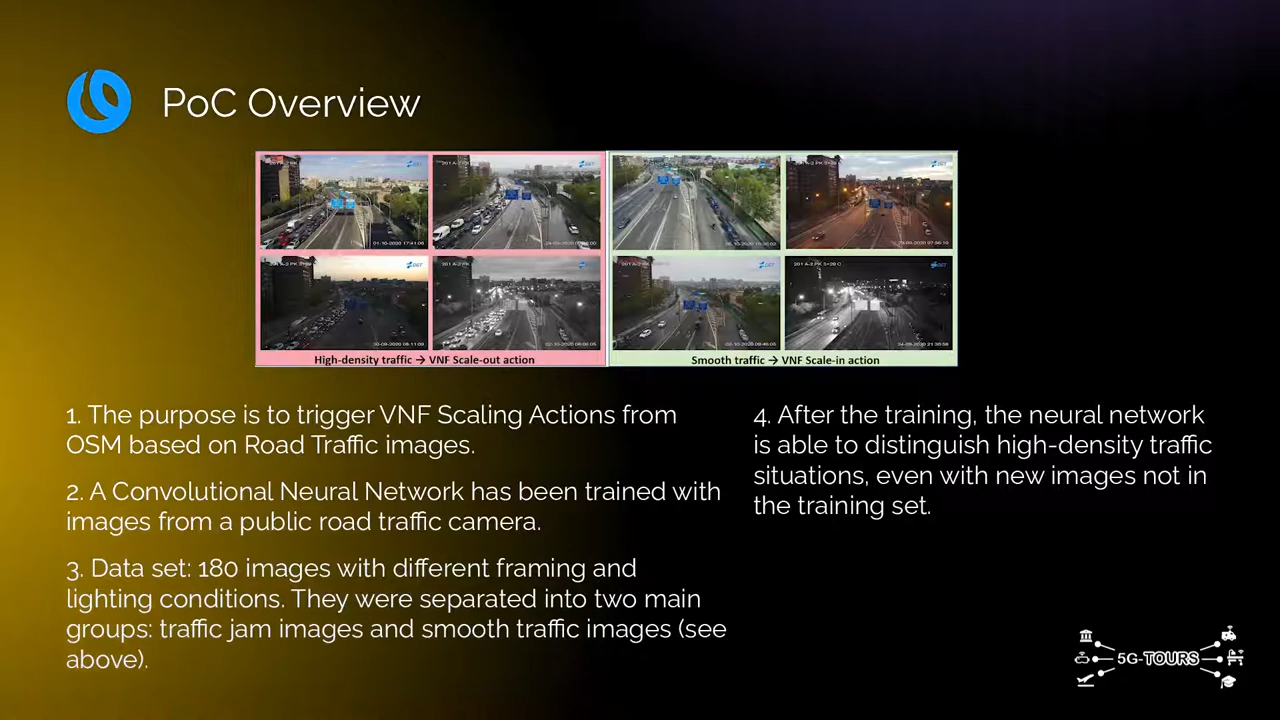 PoC Overview
High-density traffic → VNF Scale-out action
Smooth traffic → VNF Scale-in action
1. The purpose is to trigger VNF Scaling Actions from
OSM based on Road Traffic images.
2. A Convolutional Neural Network has been trained with
images from a public road traffic camera.
3. Data set: 180 images with different framing and
lighting conditions. They were separated into two main
groups: traffic jam images and smooth traffic images (see
above).
4. After the training, the neural network
is able to distinguish high-density traffic
situations, even with new images not in
the training set.
5G-TOURS